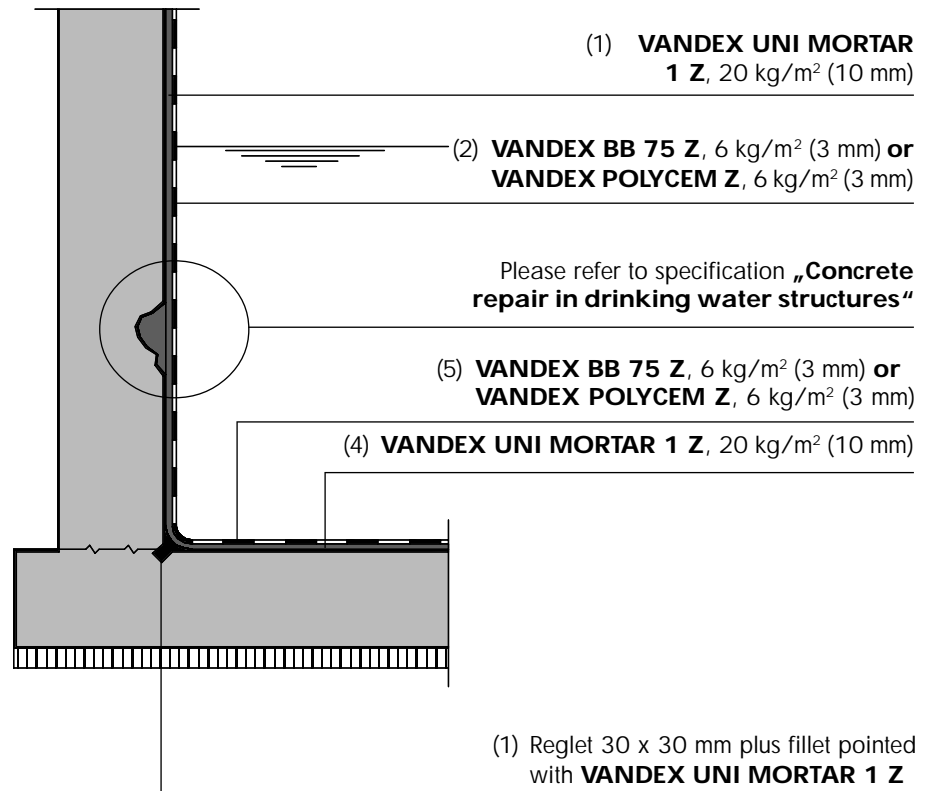 (1) VANDEX UNI MORTAR
1 Z, 20 kg/m² (10 mm)
(2) VANDEX BB 75 Z, 6 kg/m² (3 mm) or
VANDEX POLYCEM Z, 6 kg/m² (3 mm)
Please refer to specification „Concrete
repair in drinking water structures“
(5) VANDEX BB 75 Z, 6 kg/m² (3 mm) or
VANDEX POLYCEM Z, 6 kg/m² (3 mm)
(4) VANDEX UNI MORTAR 1 Z, 20 kg/m² (10 mm)
(1) Reglet 30 x 30 mm plus fillet pointed
with VANDEX UNI MORTAR 1 Z